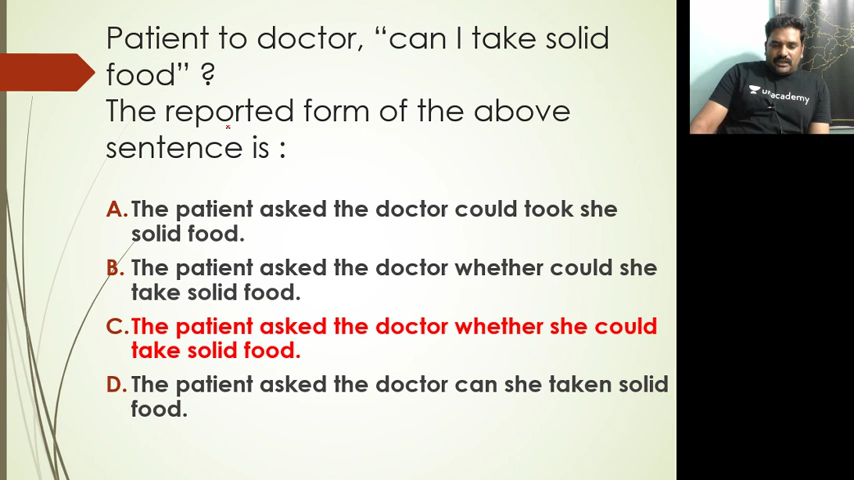 Patient to doctor, “can I take solid
food” ?
The reported form of the above
sentence is :
A. The patient asked the doctor could took she
solid food.
B. The patient asked the doctor whether could she
take solid food.
C. The patient asked the doctor whether she could
take solid food.
D. The patient asked the doctor can she taken solid
food.
unacademy